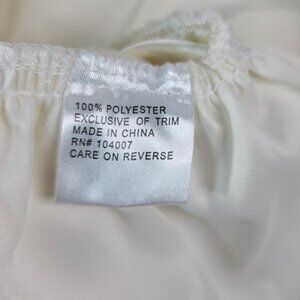 100% POLYESTER
EXCLUSIVE OF TRIM
MADE IN CHINA
RN# 104007
CARE ON REVERSE